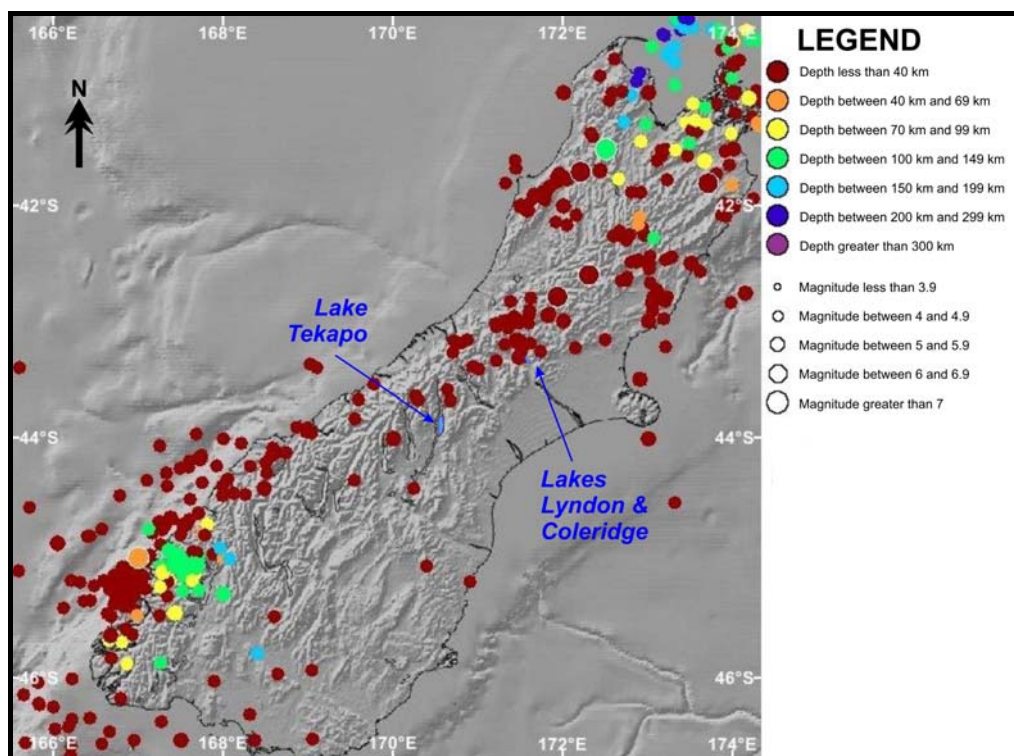 166°E 168°E 170°E 172°E 174°E
N
42°S 42°S
Lake
Tekapo
44°S 44°S
Lakes
Lyndon &
Coleridge
46°S 46°S
166°E 168°E 170°E 172°E 174°E
LEGEND
Depth less than 40 km
Depth between 40 km and 69 km
Depth between 70 km and 99 km
Depth between 100 km and 149 km
Depth between 150 km and 199 km
Depth between 200 km and 299 km
Depth greater than 300 km
Magnitude less than 3.9
Magnitude between 4 and 4.9
Magnitude between 5 and 5.9
Magnitude between 6 and 6.9
Magnitude greater than 7